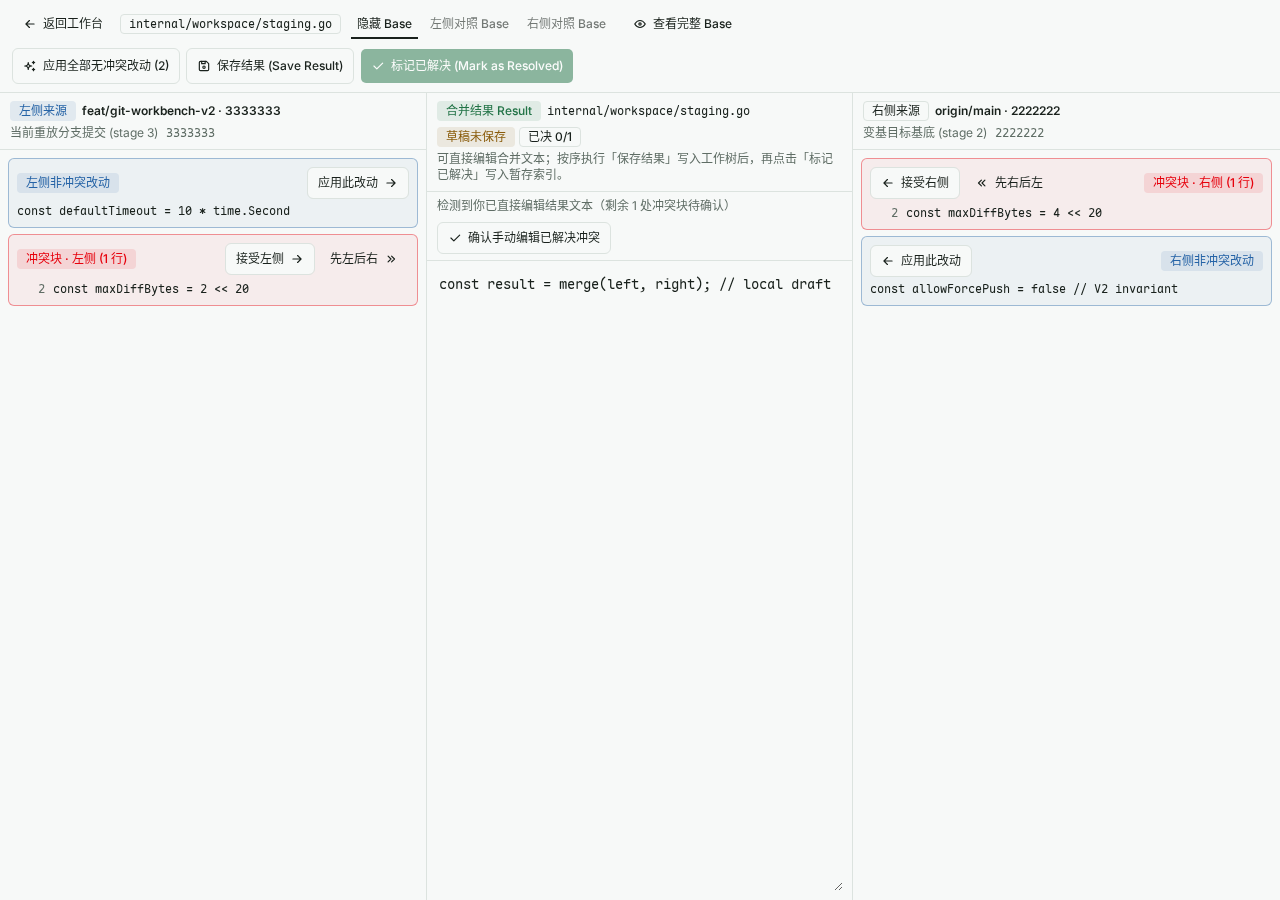 返回工作台
internal/workspace/staging.go
隐藏 Base
左侧对照 Base
右侧对照 Base
查看完整 Base
应用全部无冲突改动 (2)
保存结果 (Save Result)
标记已解决 (Mark as Resolved)
左侧来源 feat/git-workbench-v2 · 3333333
当前重放分支提交 (stage 3) 3333333
左侧非冲突改动
应用此改动
const defaultTimeout = 10 * time.Second
冲突块 · 左侧 (1 行)
接受左侧
先左后右
2 const maxDiffBytes = 2 << 20
合并结果 Result internal/workspace/staging.go
草稿未保存
已决 0/1
可直接编辑合并文本；按序执行「保存结果」写入工作树后，再点击「标记
已解决」写入暂存索引。
检测到你已直接编辑结果文本（剩余 1 处冲突块待确认）
确认手动编辑已解决冲突
const result = merge(left, right); // local draft
右侧来源 origin/main · 2222222
变基目标基底 (stage 2) 2222222
接受右侧
先右后左
冲突块 · 右侧 (1 行)
2 const maxDiffBytes = 4 << 20
应用此改动
右侧非冲突改动
const allowForcePush = false // V2 invariant